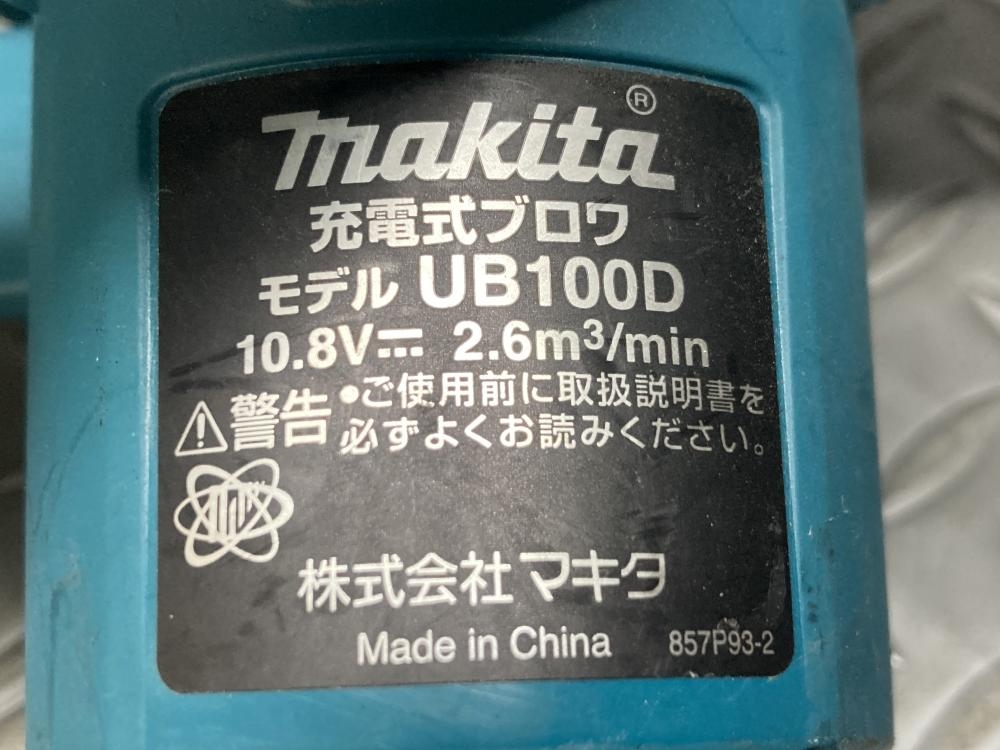 makita®
充電式ブロワ
モデル UB100D
10.8V⎓ 2.6m³/min
⚠警告 •ご使用前に取扱説明書を
必ずよくお読みください。
株式会社マキタ
Made in China 857P93-2